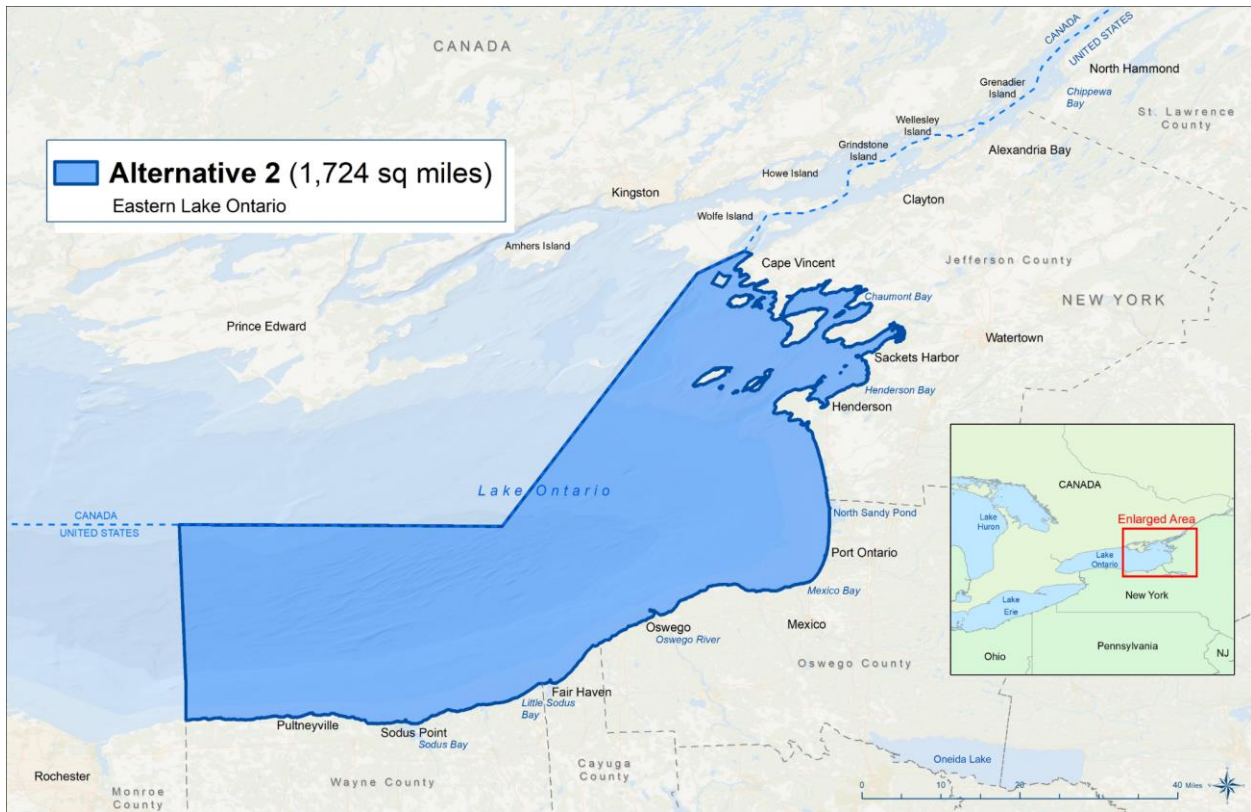 CANADA
CANADA
UNITED STATES
North Hammond
Grenadier
Island
Chippewa
Bay
St. Lawrence
County
Wellesley
Island
Grindstone
Island
Alexandria Bay
Alternative 2 (1,724 sq miles)
Eastern Lake Ontario
Howe Island
Kingston
Clayton
Wolfe Island
Amhers Island
Cape Vincent
Jefferson County
Chaumont Bay
NEW YORK
Prince Edward
Watertown
Sackets Harbor
Henderson Bay
Henderson
Lake Ontario
CANADA
UNITED STATES
North Sandy Pond
Port Ontario
Mexico Bay
Oswego
Oswego River
Mexico
Oswego County
Fair Haven
Little Sodus
Bay
Pultneyville
Sodus Point
Sodus Bay
Rochester
Monroe
County
Wayne County
Cayuga
County
Oneida Lake
CANADA
Lake
Huron
Enlarged Area
Lake
Ontario
New York
Lake
Erie
Pennsylvania
Ohio
NJ
0 10 20 40 Miles